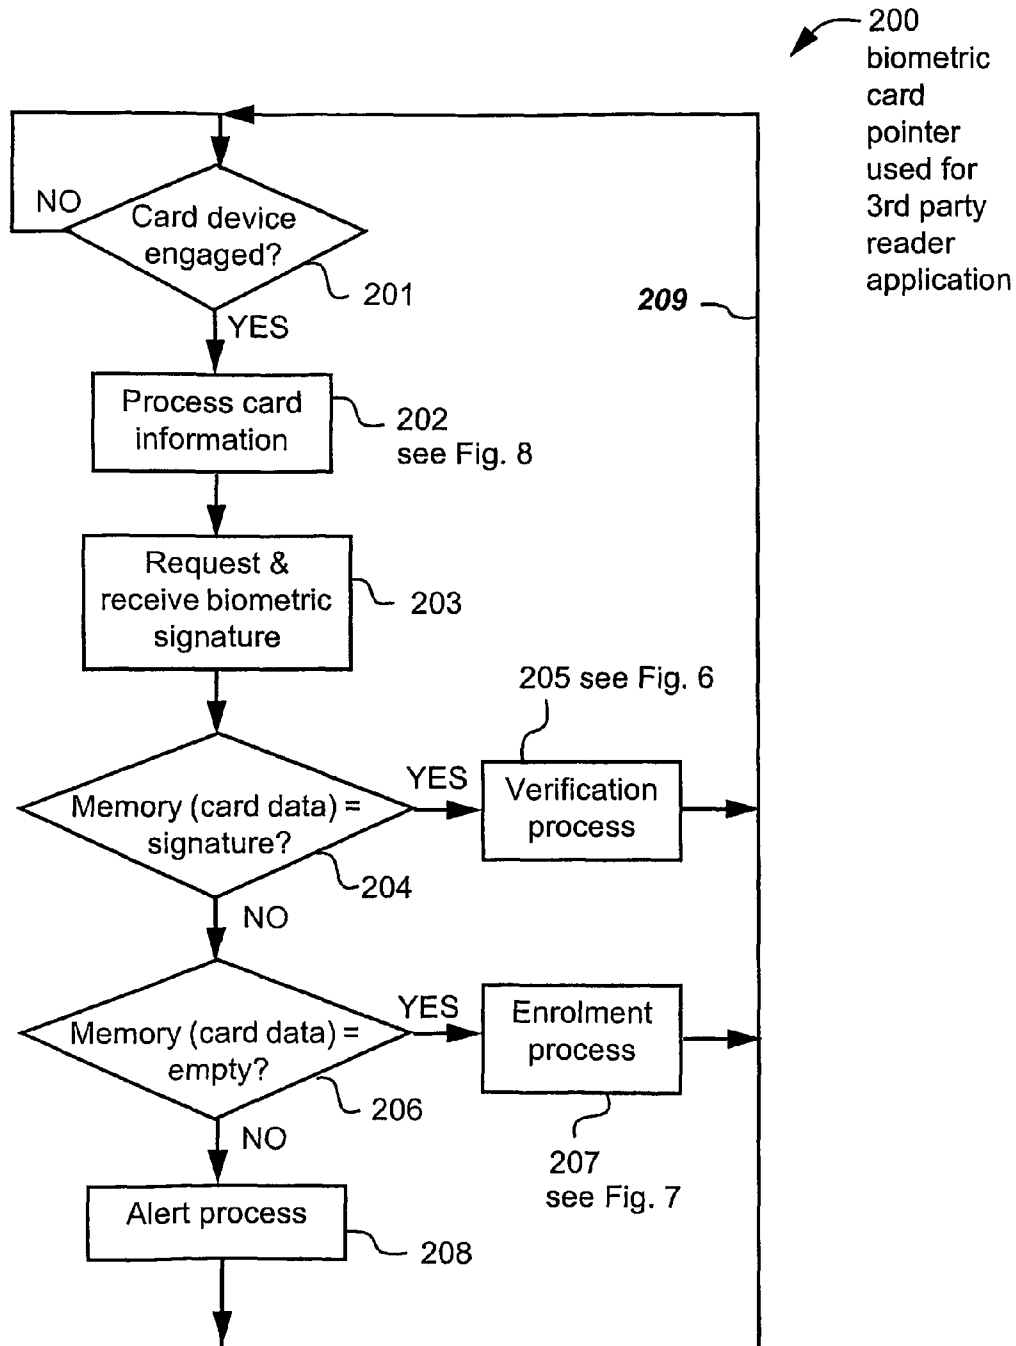 200
biometric
card
pointer
used for
3rd party
reader
application
NO
Card device
engaged?
201
209
YES
Process card
information
202
see Fig. 8
Request &
receive biometric
signature
203
205 see Fig. 6
YES
Verification
process
Memory (card data) =
signature?
204
NO
YES
Enrolment
process
Memory (card data) =
empty?
206
NO
207
see Fig. 7
Alert process
208